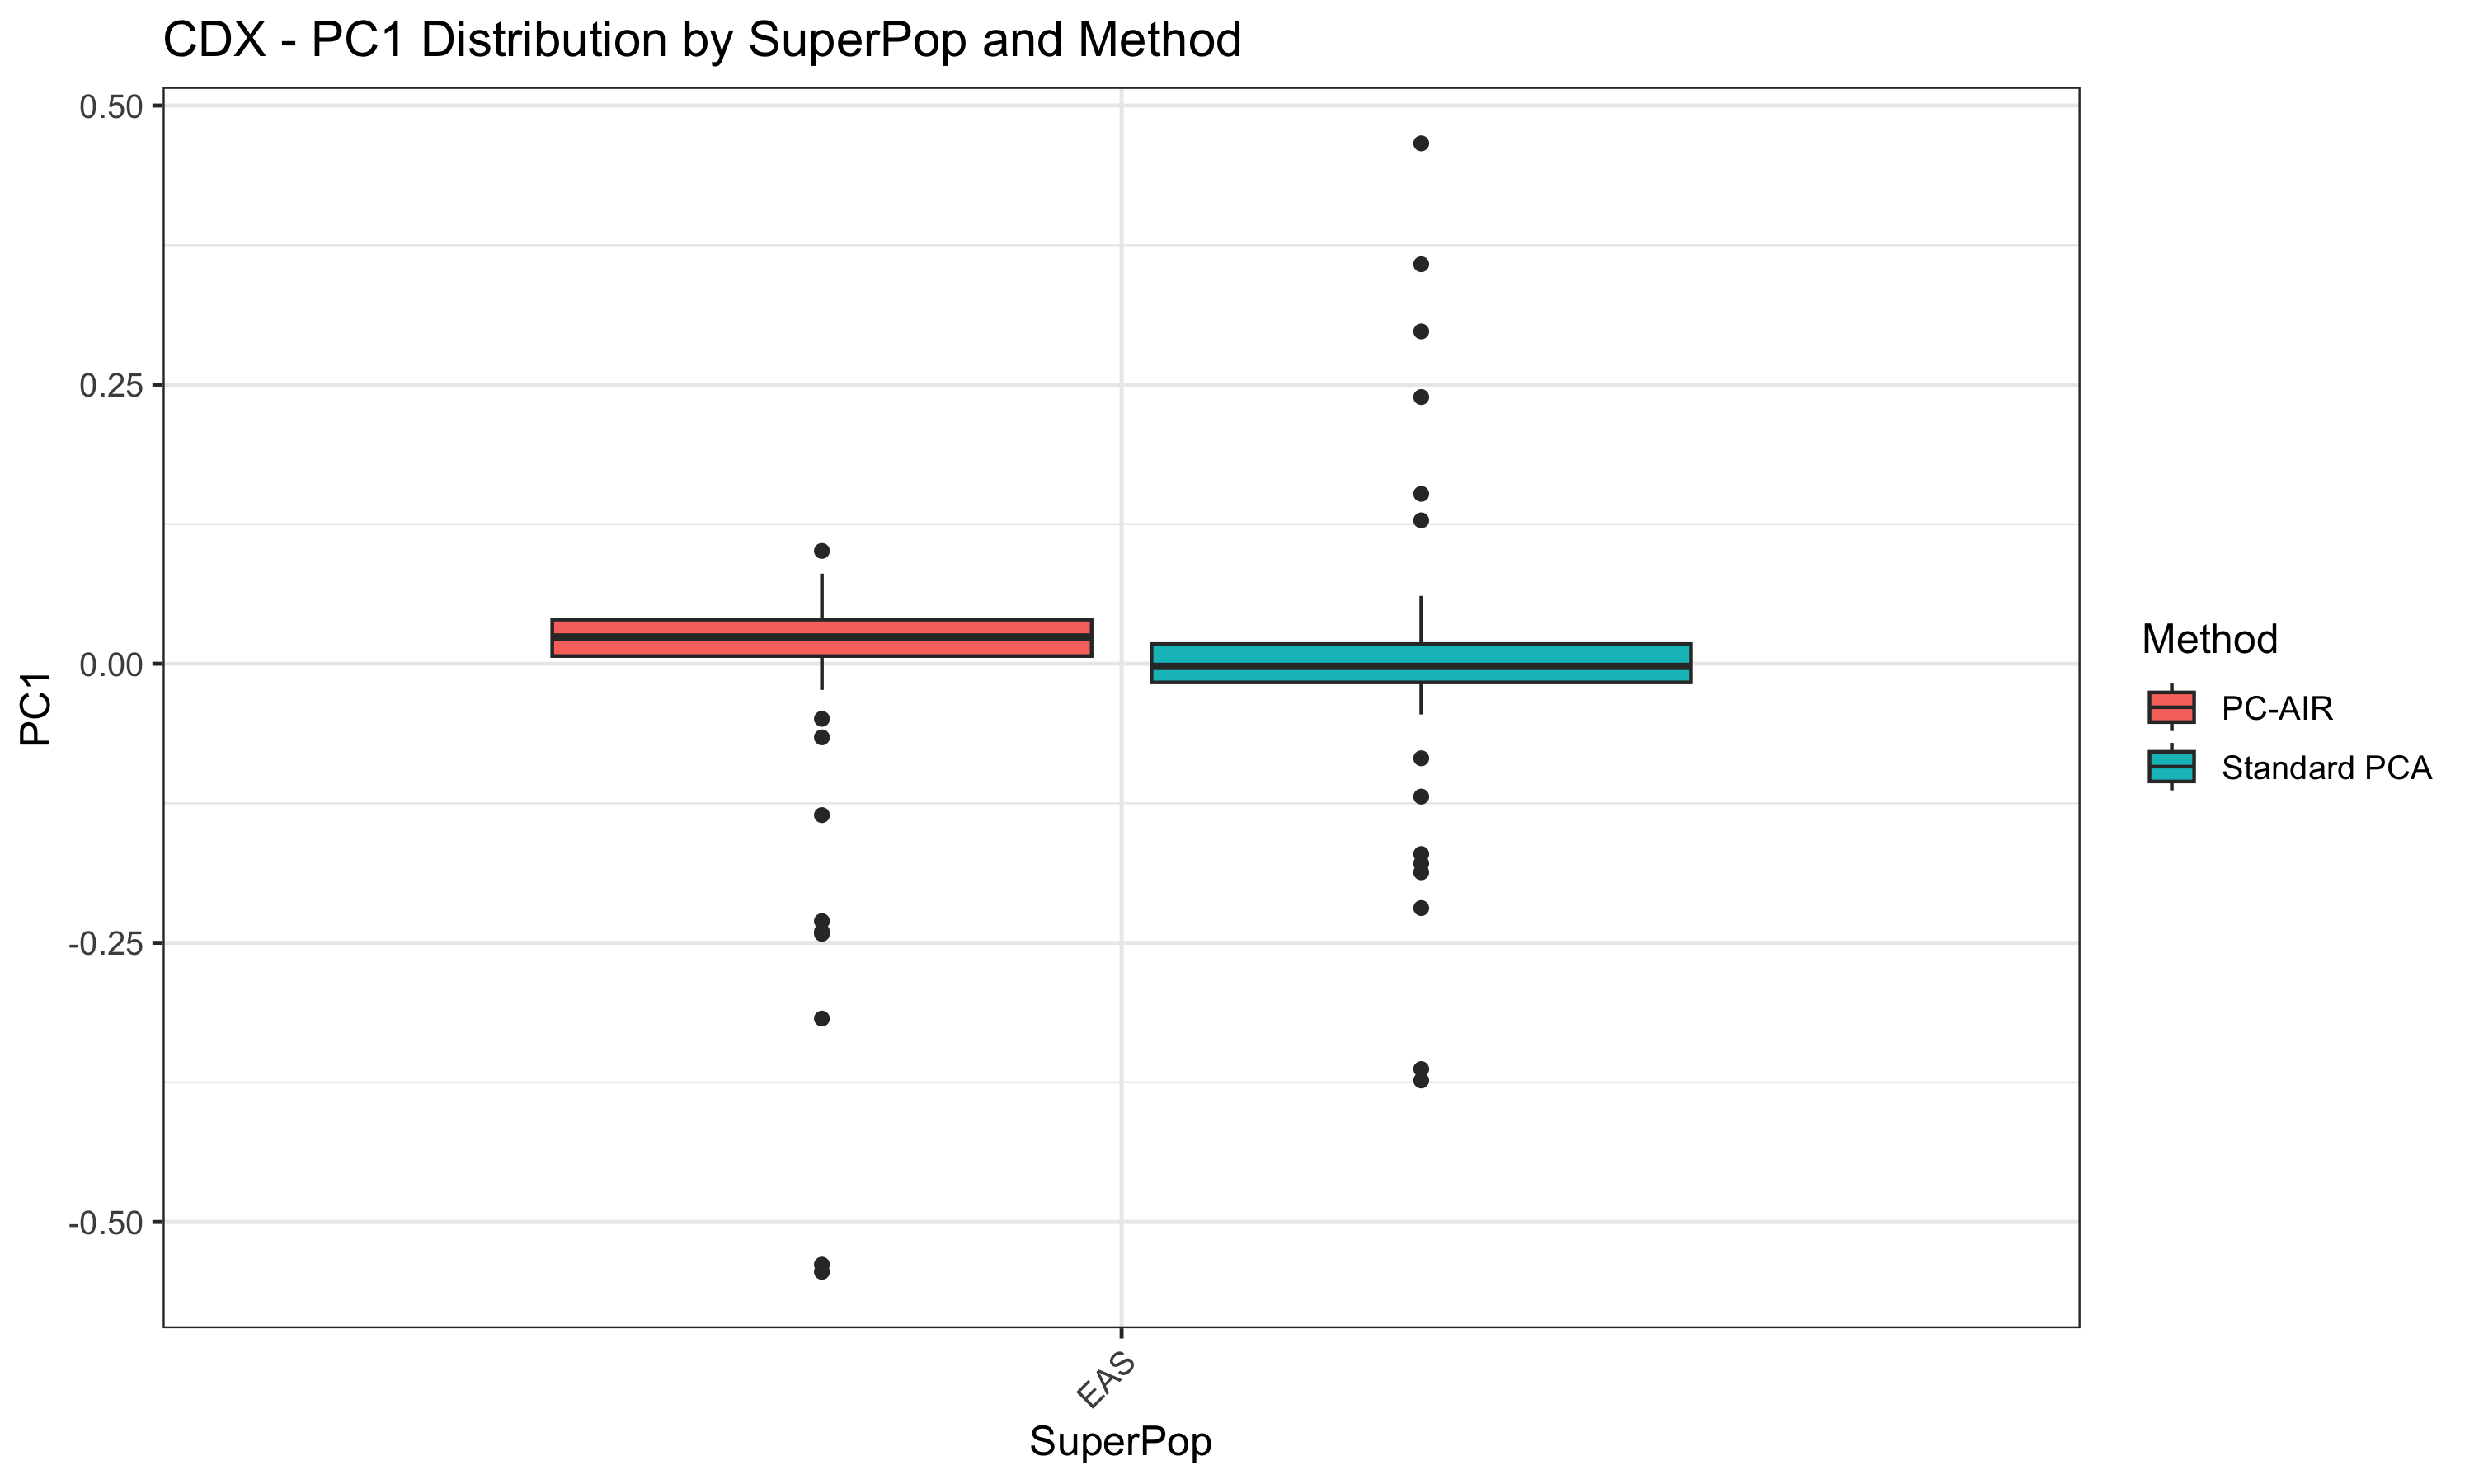 CDX - PC1 Distribution by SuperPop and Method
0.50
0.25
0.00
-0.25
-0.50
PC1
EAS
SuperPop
Method
PC-AIR
Standard PCA